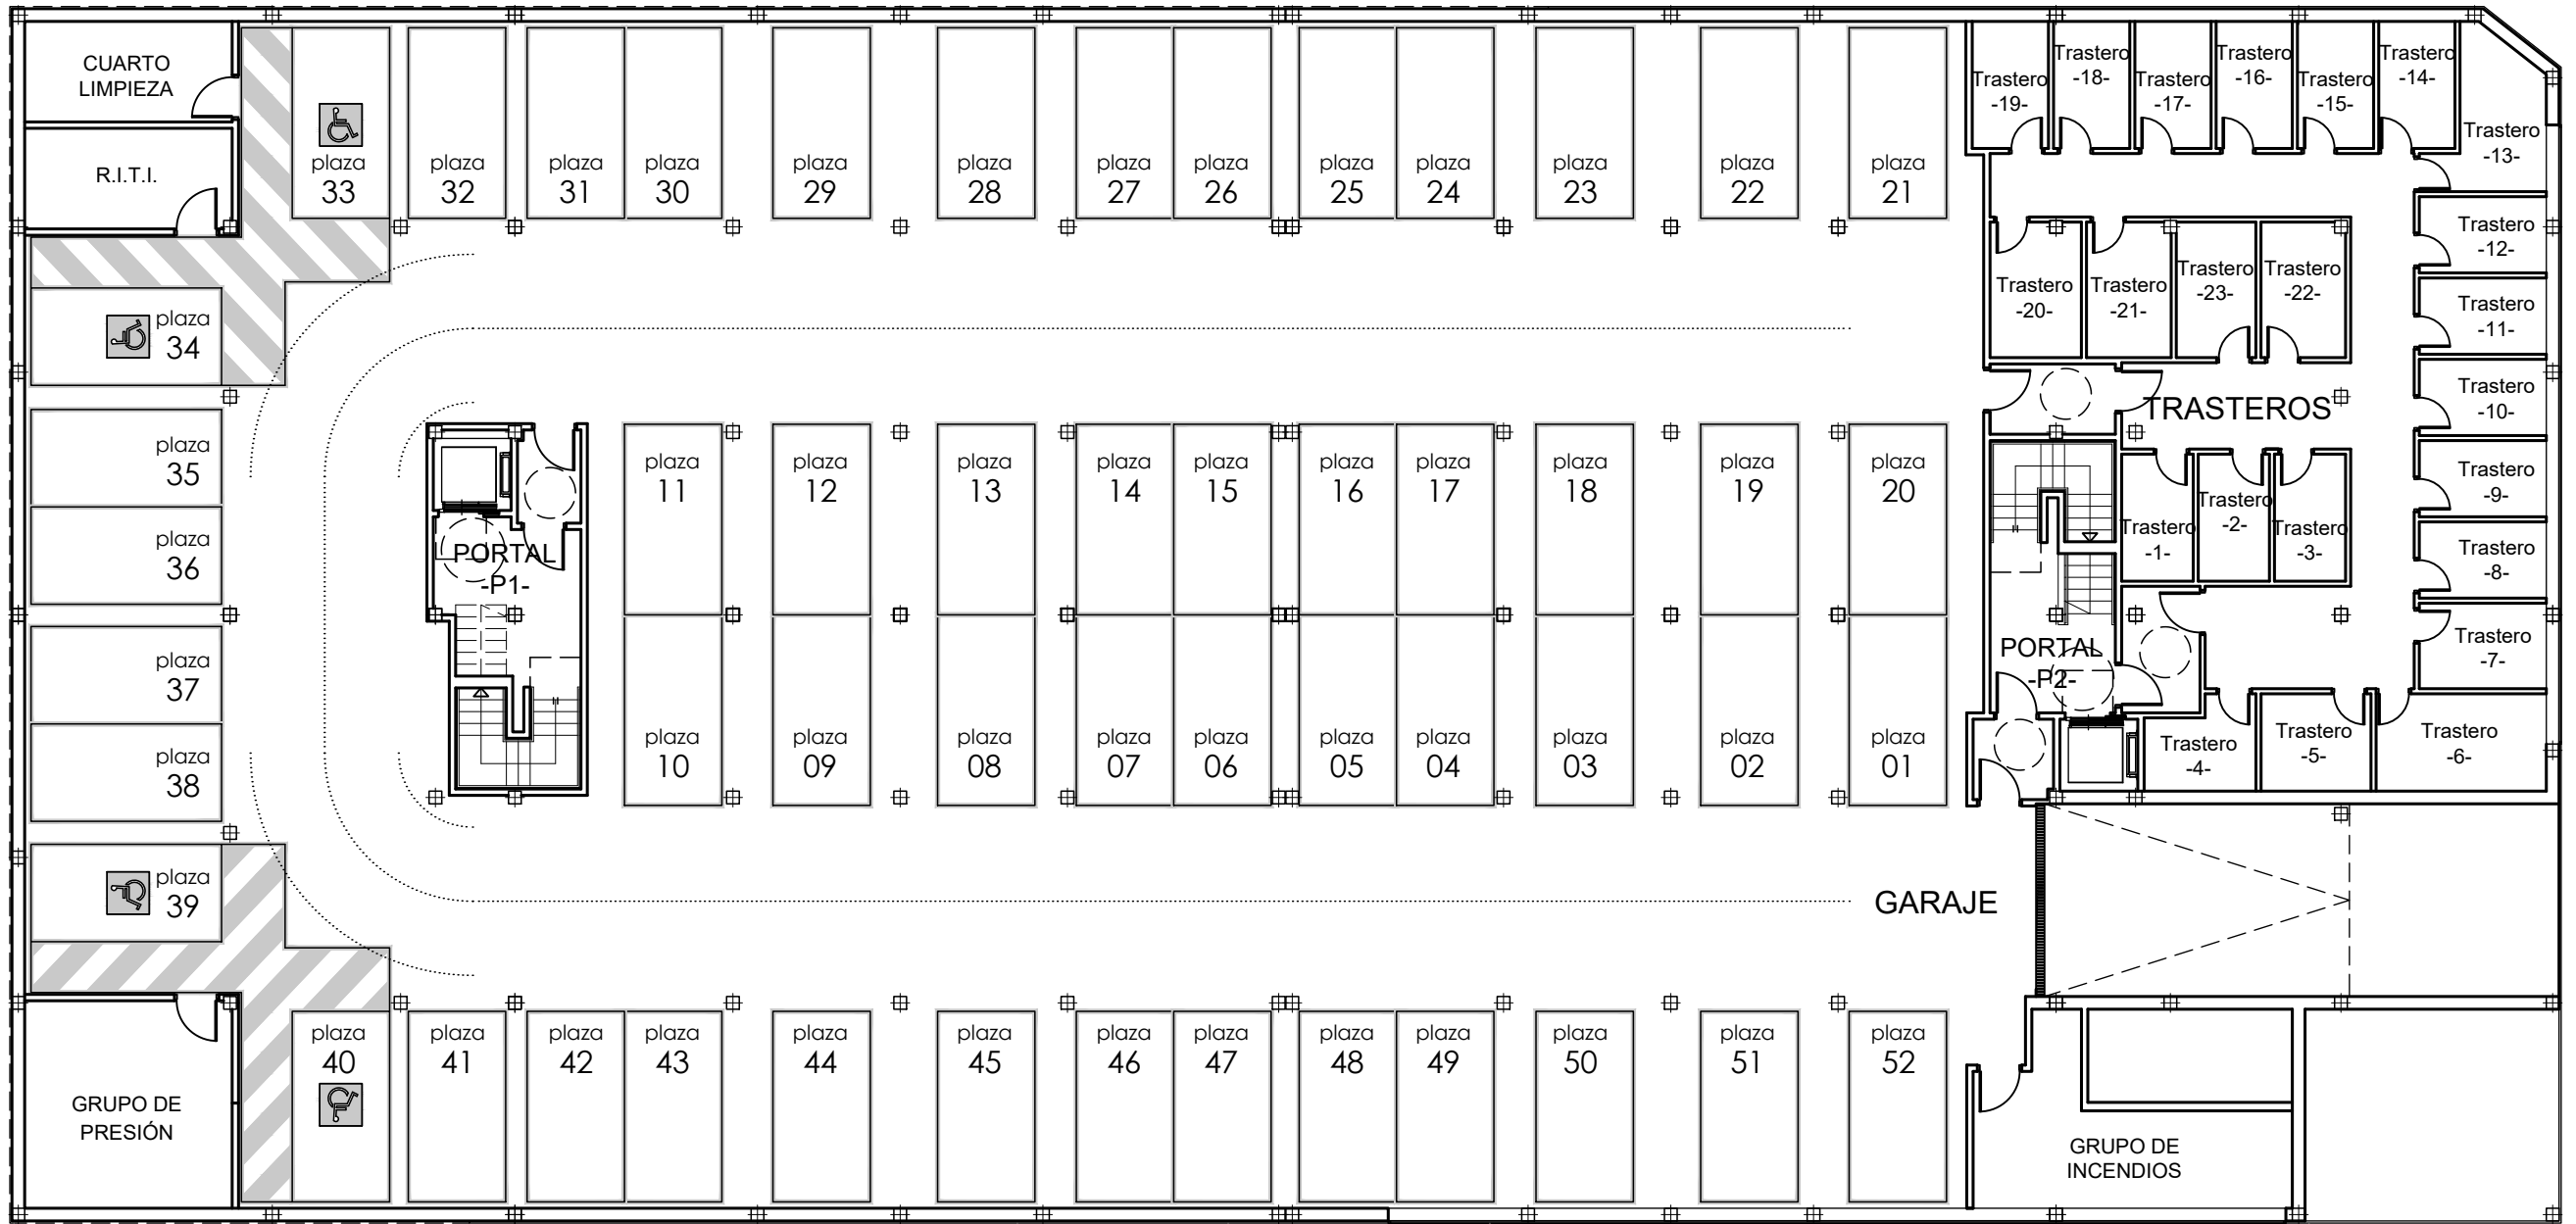 CUARTO
LIMPIEZA
R.I.T.I.
plaza
33
plaza
32
plaza
31
plaza
30
plaza
29
plaza
28
plaza
27
plaza
26
plaza
25
plaza
24
plaza
23
plaza
22
plaza
21
Trastero
-19-
Trastero
-18-
Trastero
-17-
Trastero
-16-
Trastero
-15-
Trastero
-14-
Trastero
-13-
Trastero
-12-
Trastero
-11-
Trastero
-10-
Trastero
-9-
Trastero
-8-
Trastero
-7-
Trastero
-20-
Trastero
-21-
Trastero
-23-
Trastero
-22-
TRASTEROS
plaza
34
plaza
35
plaza
36
plaza
37
plaza
38
plaza
39
PORTAL
-P1-
plaza
11
plaza
12
plaza
13
plaza
14
plaza
15
plaza
16
plaza
17
plaza
18
plaza
19
plaza
20
Trastero
-1-
Trastero
-2-
Trastero
-3-
PORTAL
-P2-
plaza
10
plaza
09
plaza
08
plaza
07
plaza
06
plaza
05
plaza
04
plaza
03
plaza
02
plaza
01
Trastero
-4-
Trastero
-5-
Trastero
-6-
GARAJE
GRUPO DE
PRESIÓN
plaza
40
plaza
41
plaza
42
plaza
43
plaza
44
plaza
45
plaza
46
plaza
47
plaza
48
plaza
49
plaza
50
plaza
51
plaza
52
GRUPO DE
INCENDIOS